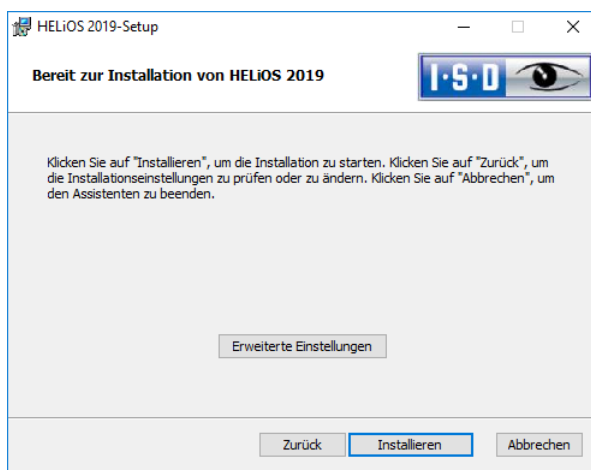 HELiOS 2019-Setup
Bereit zur Installation von HELiOS 2019
I·S·D
Klicken Sie auf "Installieren", um die Installation zu starten. Klicken Sie auf "Zurück", um
die Installationseinstellungen zu prüfen oder zu ändern. Klicken Sie auf "Abbrechen", um
den Assistenten zu beenden.
Erweiterte Einstellungen
Zurück Installieren Abbrechen